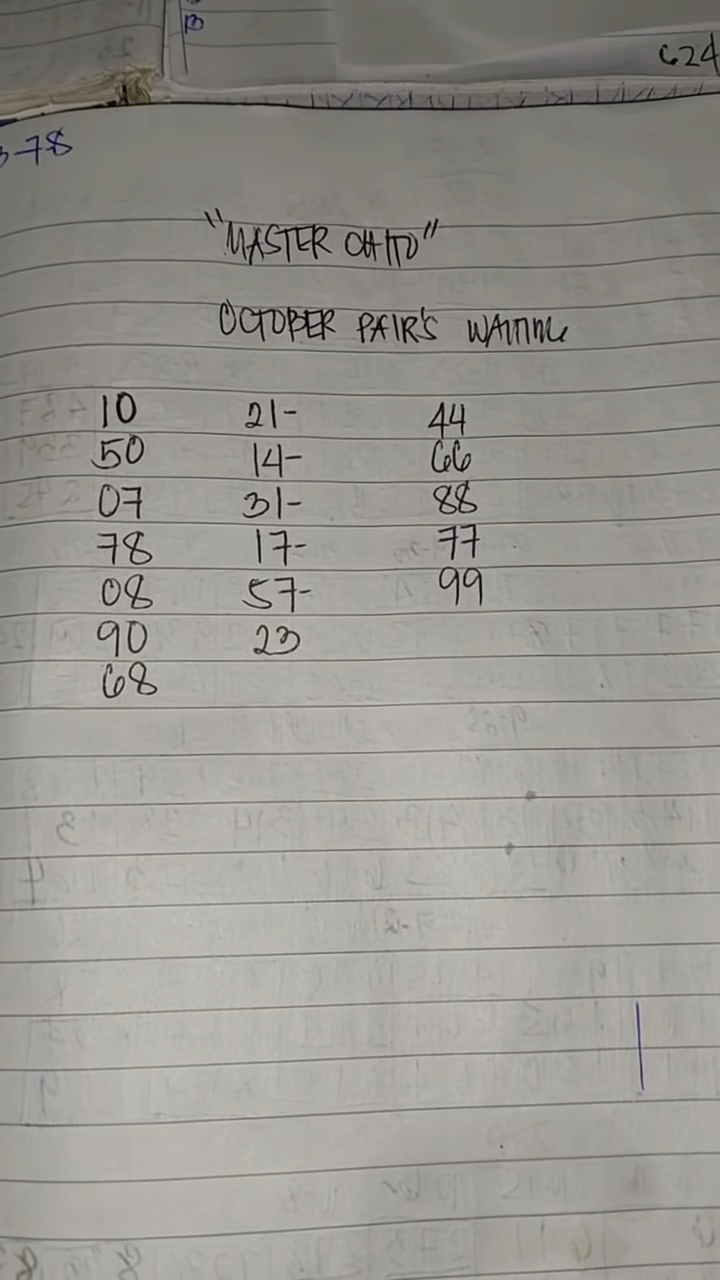 624
-78
"MASTER CHITO"
OCTOBER PAIR'S WAITING
10 21- 44
50 14- 66
07 31- 88
78 17- 77
08 57- 99
90 23
68